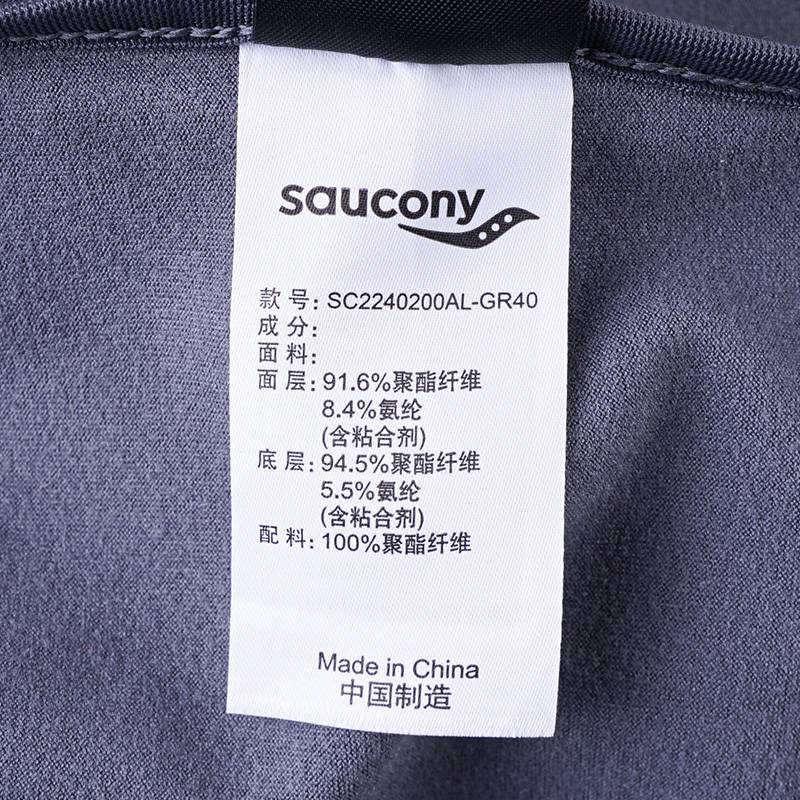 saucony
款号: SC2240200AL-GR40
成分:
面料:
面层: 91.6%聚酯纤维
8.4%氨纶
(含粘合剂)
底层: 94.5%聚酯纤维
5.5%氨纶
(含粘合剂)
配料: 100%聚酯纤维
Made in China
中国制造